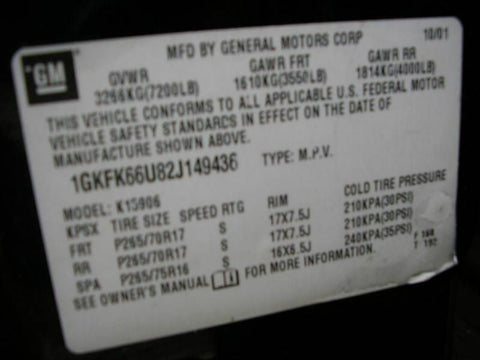 GM
MFD BY GENERAL MOTORS CORP 10/01
GVWR GAWR FRT GAWR RR
3266KG(7200LB) 1610KG(3550LB) 1814KG(4000LB)
THIS VEHICLE CONFORMS TO ALL APPLICABLE U.S. FEDERAL MOTOR
VEHICLE SAFETY STANDARDS IN EFFECT ON THE DATE OF
MANUFACTURE SHOWN ABOVE.
1GKFK66U82J149436 TYPE: M.P.V.
MODEL: K15906
KPSX TIRE SIZE SPEED RTG RIM COLD TIRE PRESSURE
FRT P265/70R17 S 17X7.5J 210KPA(30PSI)
RR P265/70R17 S 17X7.5J 210KPA(30PSI)
SPA P265/75R16 S 16X6.5J 240KPA(35PSI)
SEE OWNER'S MANUAL FOR MORE INFORMATION.